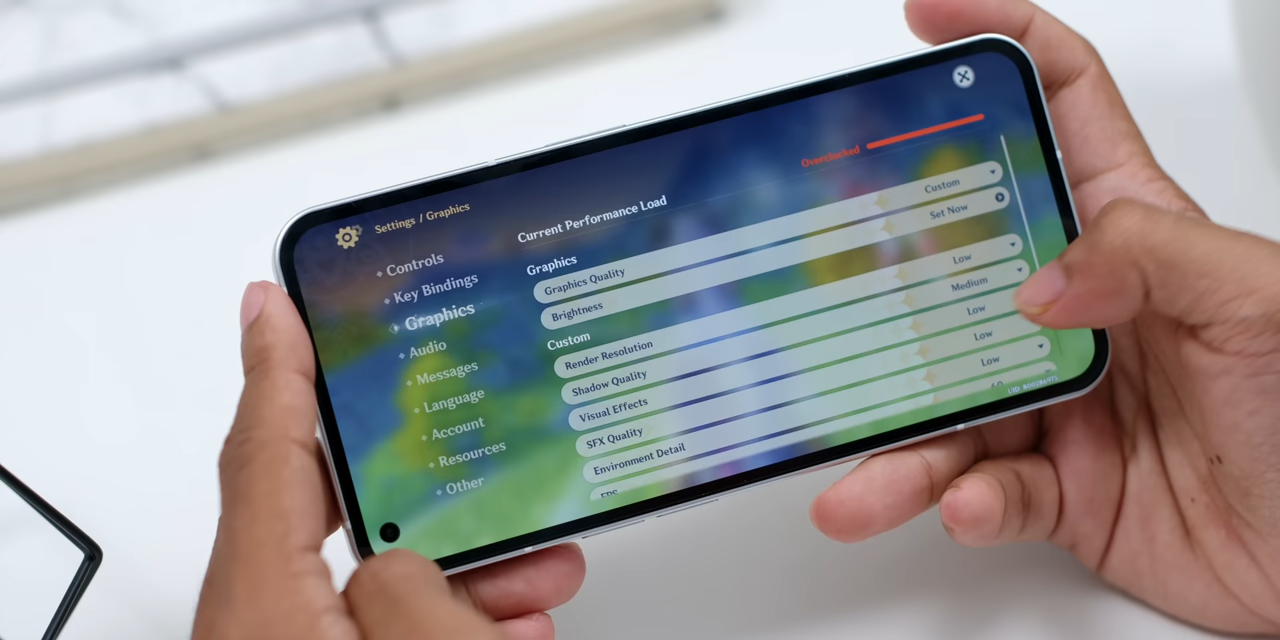 Settings / Graphics
Controls
Key Bindings
Graphics
Audio
Messages
Language
Account
Resources
Other
Overclocked
Current Performance Load
Graphics
Graphics Quality Custom
Brightness Set Now
Custom
Render Resolution Low
Shadow Quality Medium
Visual Effects Low
SFX Quality Low
Environment Detail Low
FPS 60